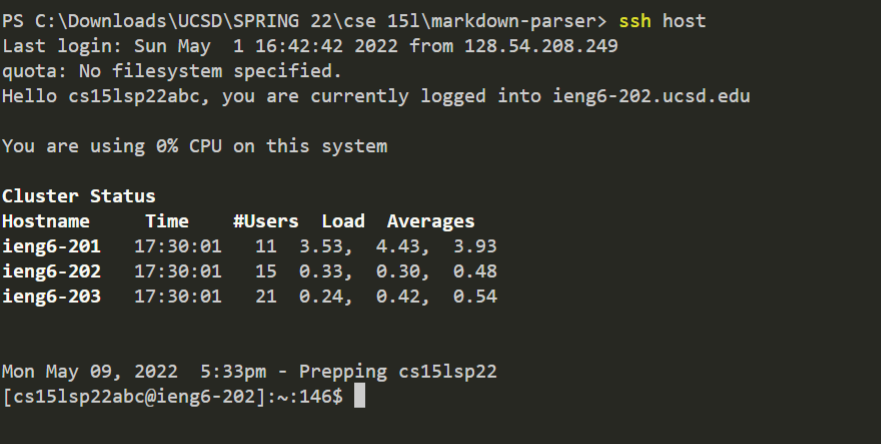 PS C:\Downloads\UCSD\SPRING 22\cse 15l\markdown-parser> ssh host
Last login: Sun May  1 16:42:42 2022 from 128.54.208.249
quota: No filesystem specified.
Hello cs15lsp22abc, you are currently logged into ieng6-202.ucsd.edu
You are using 0% CPU on this system
Cluster Status
Hostname     Time    #Users  Load  Averages
ieng6-201   17:30:01   11  3.53,  4.43,  3.93
ieng6-202   17:30:01   15  0.33,  0.30,  0.48
ieng6-203   17:30:01   21  0.24,  0.42,  0.54
Mon May 09, 2022  5:33pm - Prepping cs15lsp22
[cs15lsp22abc@ieng6-202]:~:146$